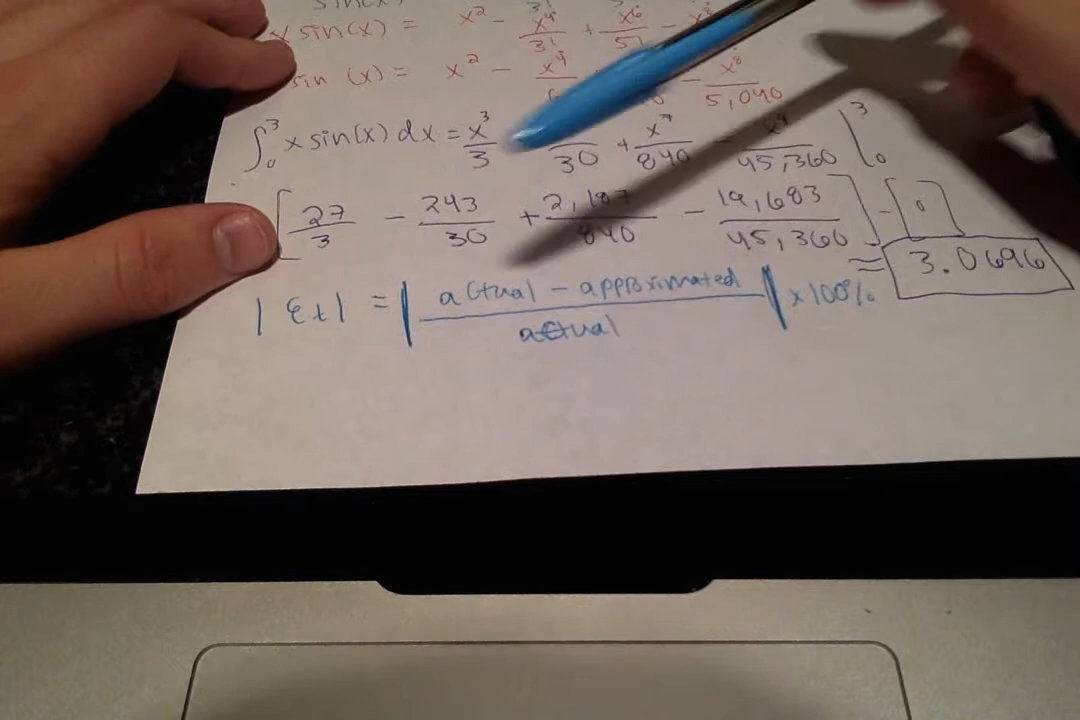 x sin(x) = x² - x⁴/3! + x⁶/5! - x⁸
sin (x) = x² - x⁴/ - x⁸/5,040
∫₀³ x sin(x) dx = x³/3 /30 + x⁷/840 - x⁹/45,360 |₀³
[27/3 - 243/30 + 2,187/840 - 19,683/45,360] - [0]
≈ 3.0696
|εt| = |actual - approximated / actual| x 100%